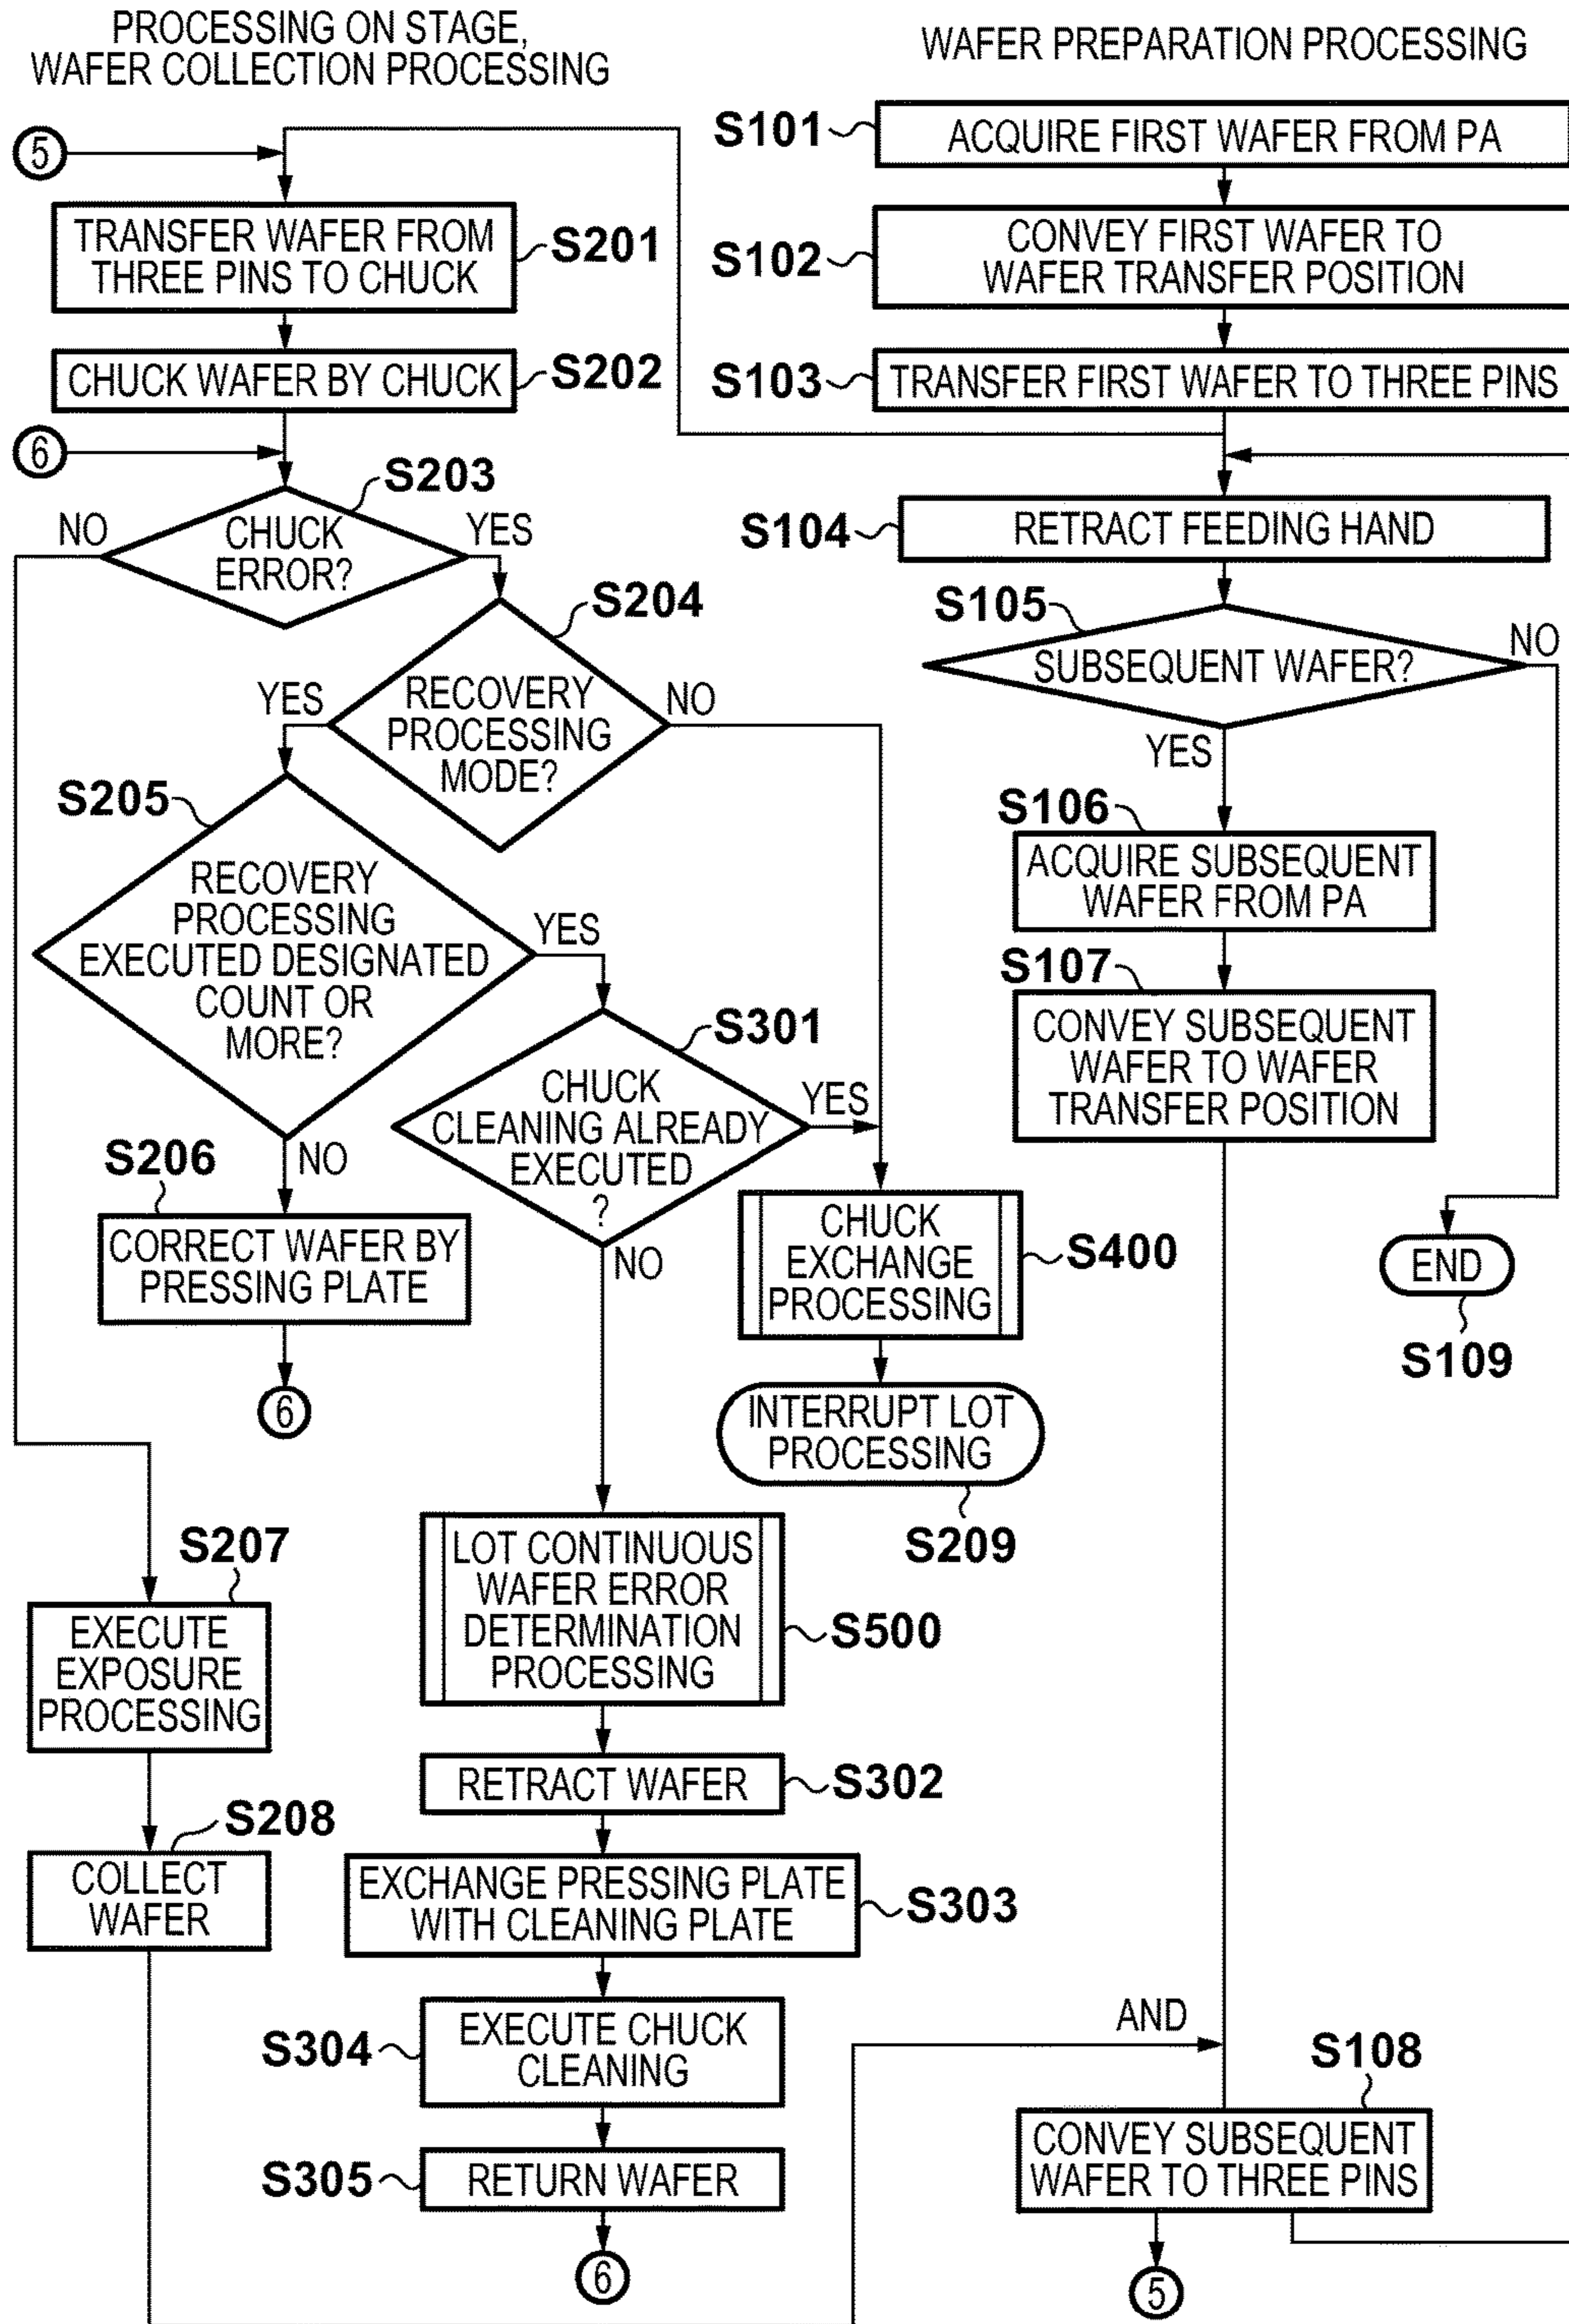 PROCESSING ON STAGE,
WAFER COLLECTION PROCESSING
5
TRANSFER WAFER FROM
THREE PINS TO CHUCK
S201
CHUCK WAFER BY CHUCK
S202
6
S203
CHUCK
ERROR?
NO
YES
S204
RECOVERY
PROCESSING
MODE?
YES
NO
S205
RECOVERY
PROCESSING
EXECUTED DESIGNATED
COUNT OR
MORE?
YES
NO
S301
CHUCK
CLEANING ALREADY
EXECUTED
?
YES
NO
S206
CORRECT WAFER BY
PRESSING PLATE
6
CHUCK
EXCHANGE
PROCESSING
S400
INTERRUPT LOT
PROCESSING
S209
S207
EXECUTE
EXPOSURE
PROCESSING
S208
COLLECT
WAFER
LOT CONTINUOUS
WAFER ERROR
DETERMINATION
PROCESSING
S500
RETRACT WAFER
S302
EXCHANGE PRESSING PLATE
WITH CLEANING PLATE
S303
S304
EXECUTE CHUCK
CLEANING
S305
RETURN WAFER
6
WAFER PREPARATION PROCESSING
S101
ACQUIRE FIRST WAFER FROM PA
S102
CONVEY FIRST WAFER TO
WAFER TRANSFER POSITION
S103
TRANSFER FIRST WAFER TO THREE PINS
S104
RETRACT FEEDING HAND
S105
SUBSEQUENT WAFER?
NO
YES
S106
ACQUIRE SUBSEQUENT
WAFER FROM PA
S107
CONVEY SUBSEQUENT
WAFER TO WAFER
TRANSFER POSITION
END
S109
AND
S108
CONVEY SUBSEQUENT
WAFER TO THREE PINS
5